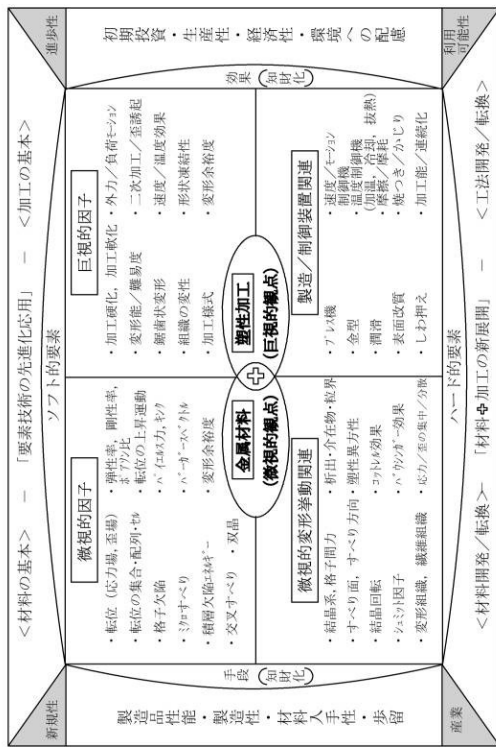 新規性
進歩性
<材料の基本> ― 「要素技術の先進化応用」 ― <加工の基本>
ソフト的要素
製造品性能・製造性・材料入手性・歩留
手段
(知財化)
微視的因子
・転位（応力場,歪場）
・転位の集合・配列・セル
・格子欠陥
・ミクロすべり
・積層欠陥エネルギー
・交叉すべり
・双晶
・弾性率,剛性率,
ポアソン比
・転位の上昇運動
・パイエルス力,キンク
・バーガースベクトル
・変形余裕度
巨視的因子
・加工硬化,加工軟化
・変形能/難易度
・鋸歯状変形
・組織の変性
・加工様式
・外力/負荷モーション
・二次加工/歪誘起
・速度/温度効果
・形状凍結性
・変形余裕度
金属材料
(微視的観点)
塑性加工
(巨視的観点)
微視的変形挙動関連
・結晶系,格子間力
・すべり面,すべり方向
・結晶回転
・シュミット因子
・変形組織,繊維組織
・析出・介在物・粒界
・塑性異方性
・コットレル効果
・バウシンガー効果
・応力/歪の集中/分散
製造/制御装置関連
・プレス機
・金型
・潤滑
・表面改質
・しわ押え
・速度/モーション
制御機
・温度制御機
(加温,冷却,抜熱)
・摩擦/摩耗
・焼つき/かじり
・加工能/連続化
効果
(知財化)
初期投資・生産性・経済性・環境への配慮
ハード的要素
<材料開発/転換>― 「材料✚加工の新展開」 ― <工法開発/転換>
産業
利用
可能性